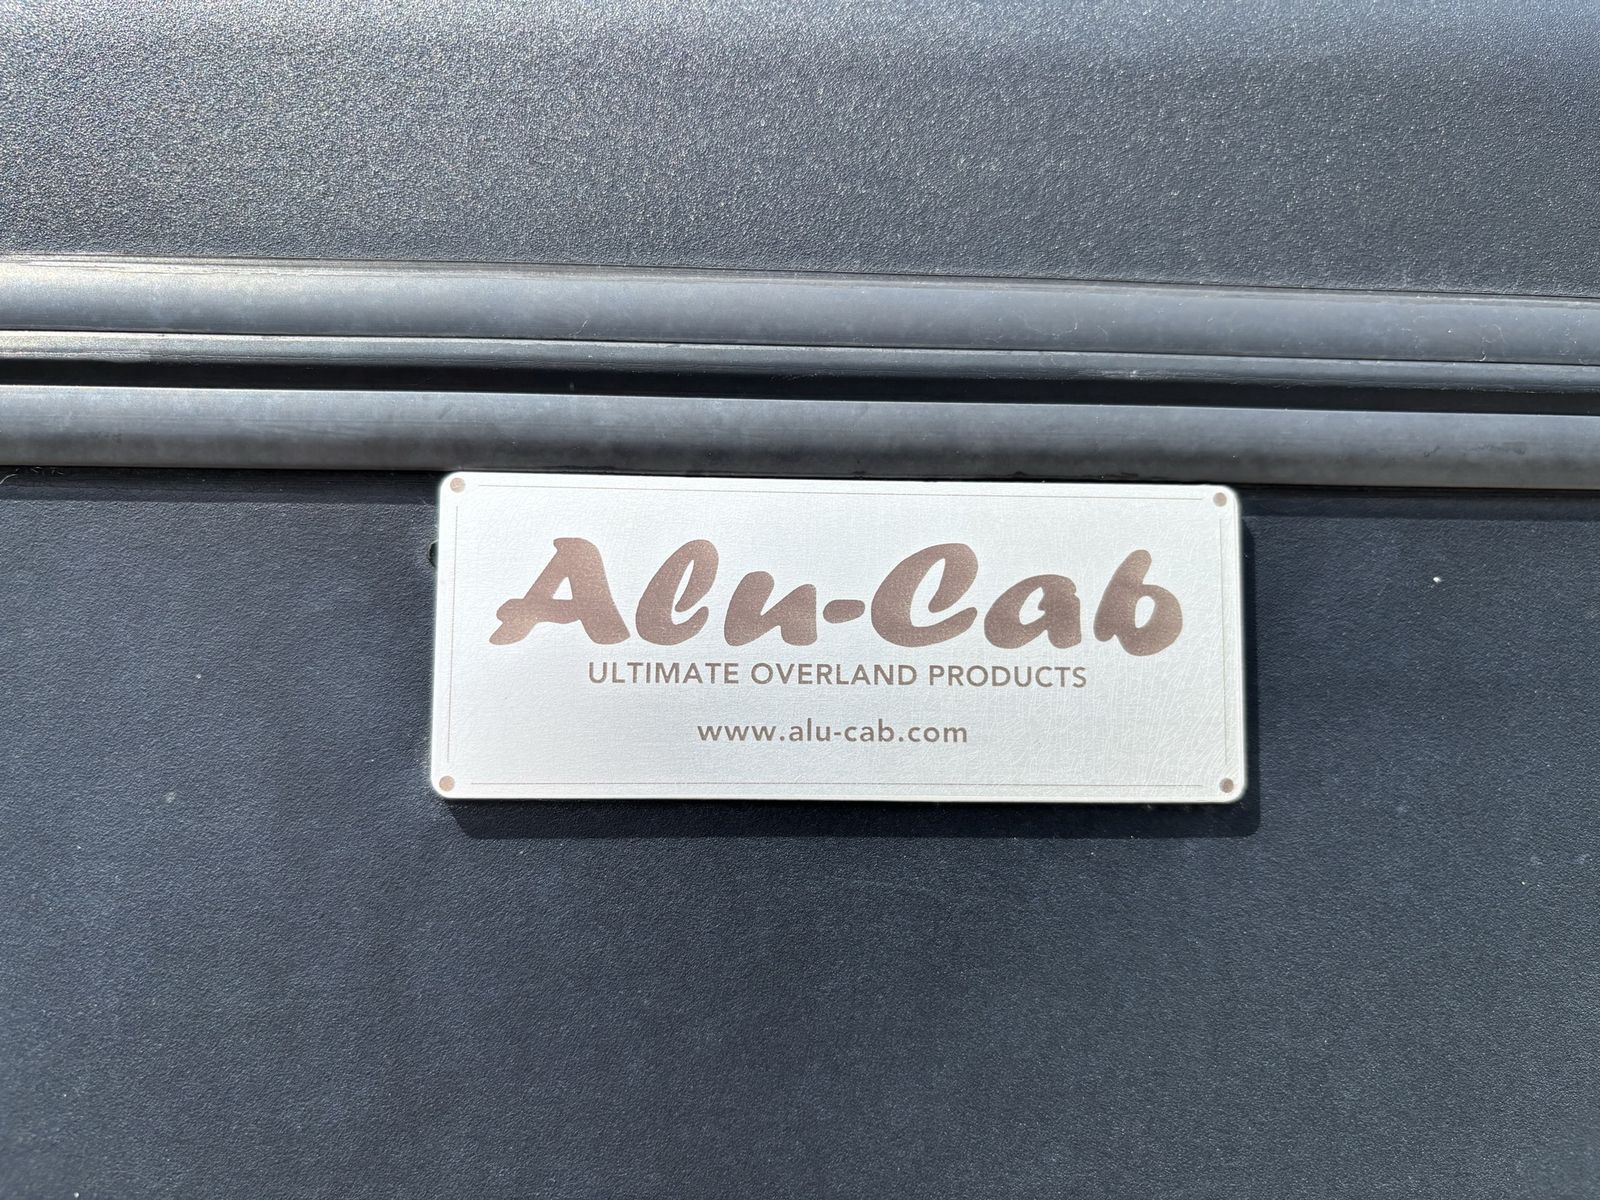 Alu-Cab
ULTIMATE OVERLAND PRODUCTS
www.alu-cab.com